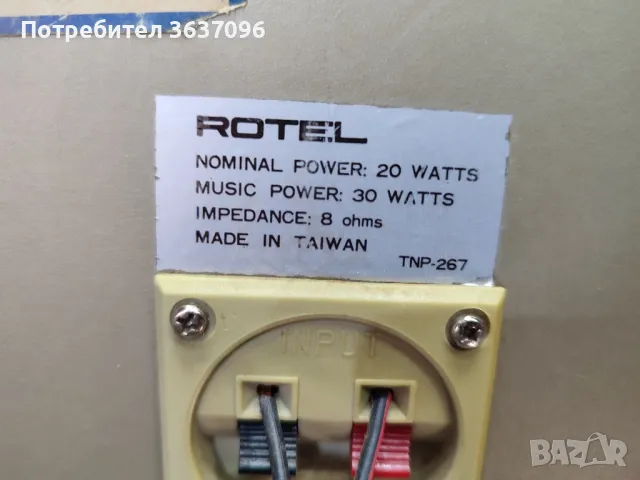 Потребител 3637096
ROTEL
NOMINAL POWER: 20 WATTS
MUSIC POWER: 30 WATTS
IMPEDANCE: 8 ohms
MADE IN TAIWAN
TNP-267
INPUT
BAZAR